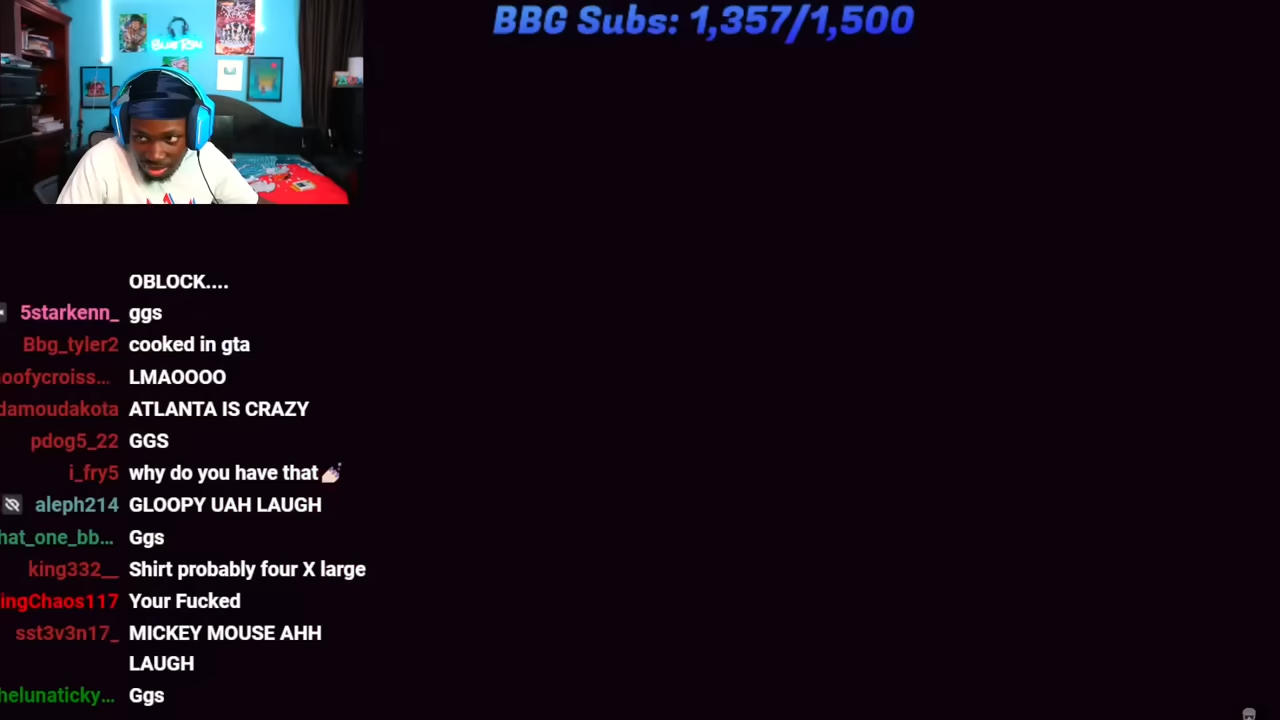 BBG Subs: 1,357/1,500
OBLOCK....
5starkenn_ ggs
Bbg_tyler2 cooked in gta
oofycroiss... LMAOOOO
damoudakota ATLANTA IS CRAZY
pdog5_22 GGS
i_fry5 why do you have that💅🏻
aleph214 GLOOPY UAH LAUGH
hat_one_bb... Ggs
king332__ Shirt probably four X large
ingChaos117 Your Fucked
sst3v3n17_ MICKEY MOUSE AHH
LAUGH
helunaticky... Ggs